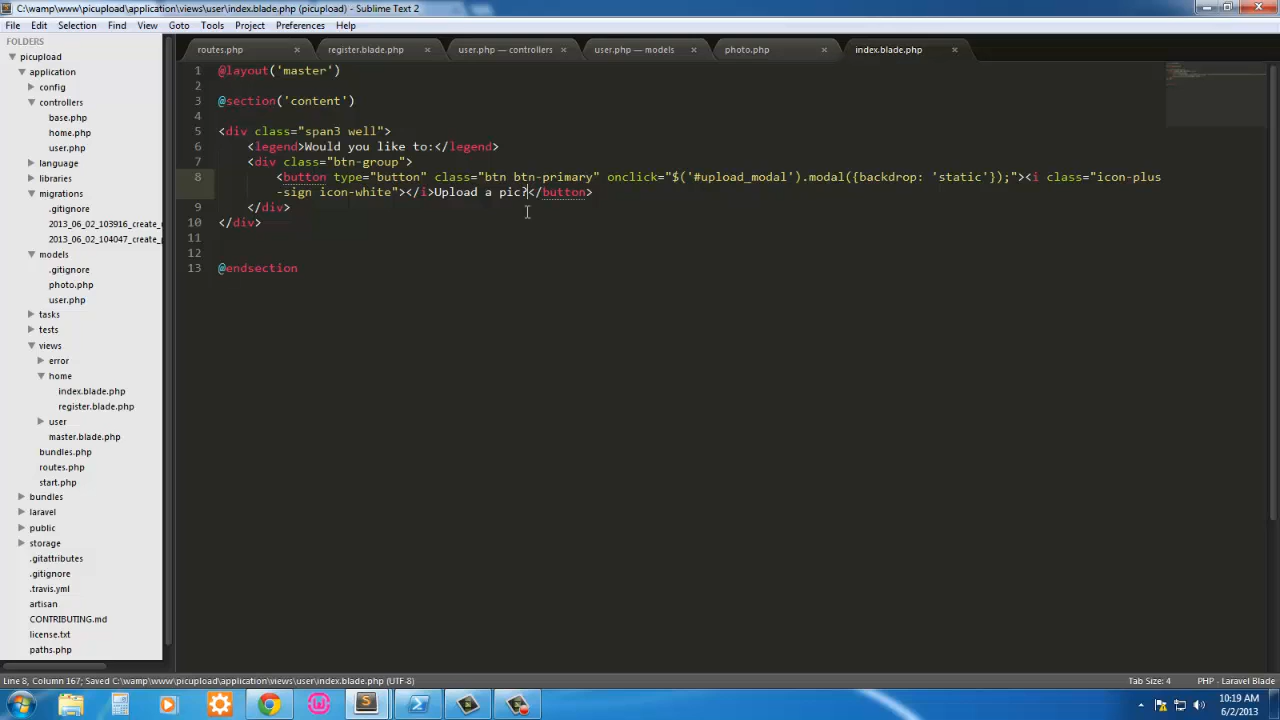 C:\wamp\www\picupload\application\views\user\index.blade.php (picupload) - Sublime Text 2
File Edit Selection Find View Goto Tools Project Preferences Help
FOLDERS
picupload
application
config
controllers
base.php
home.php
user.php
language
libraries
migrations
.gitignore
2013_06_02_103916_create_
2013_06_02_104047_create_
models
.gitignore
photo.php
user.php
tasks
tests
views
error
home
index.blade.php
register.blade.php
user
master.blade.php
bundles.php
routes.php
start.php
bundles
laravel
public
storage
.gitattributes
.gitignore
.travis.yml
artisan
CONTRIBUTING.md
license.txt
paths.php
routes.php register.blade.php user.php — controllers user.php — models photo.php index.blade.php
1 @layout('master')
2
3 @section('content')
4
5 <div class="span3 well">
6 <legend>Would you like to:</legend>
7 <div class="btn-group">
8 <button type="button" class="btn btn-primary" onclick="$('#upload_modal').modal({backdrop: 'static'});"><i class="icon-plus
-sign icon-white"></i>Upload a pic?</button>
9 </div>
10 </div>
11
12
13 @endsection
Line 8, Column 167; Saved C:\wamp\www\picupload\application\views\user\index.blade.php (UTF-8) Tab Size: 4 PHP - Laravel Blade
10:19 AM
6/2/2013